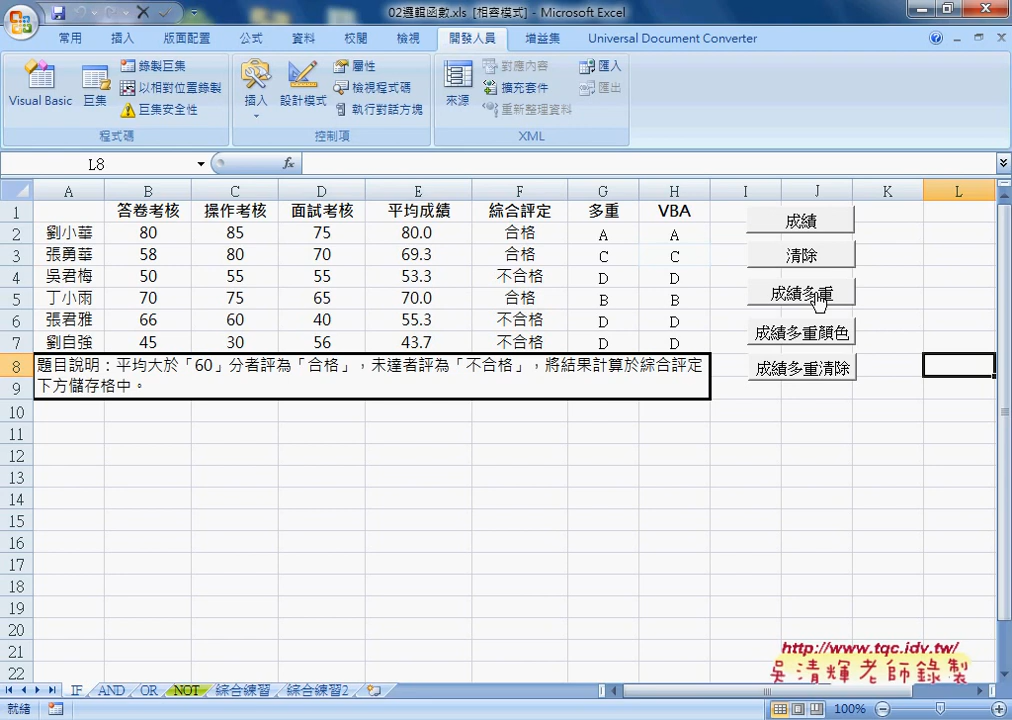 02邏輯函數.xls [相容模式] - Microsoft Excel
常用 插入 版面配置 公式 資料 校閱 檢視 開發人員 增益集 Universal Document Converter
Visual Basic 巨集 錄製巨集 以相對位置錄製 巨集安全性 程式碼
插入 設計模式 屬性 檢視程式碼 執行對話方塊 控制項
來源 對應內容 擴充套件 重新整理資料 匯入 匯出 XML
L8 fx
A B C D E F G H I J K L
1 答卷考核 操作考核 面試考核 平均成績 綜合評定 多重 VBA 成績
2 劉小華 80 85 75 80.0 合格 A A
3 張勇華 58 80 70 69.3 合格 C C 清除
4 吳君梅 50 55 55 53.3 不合格 D D
5 丁小雨 70 75 65 70.0 合格 B B 成績多重
6 張君雅 66 60 40 55.3 不合格 D D 成績多重顏色
7 劉自強 45 30 56 43.7 不合格 D D
8 題目說明：平均大於「60」分者評為「合格」，未達者評為「不合格」，將結果計算於綜合評定 成績多重清除
9 下方儲存格中。
10
11
12
13
14
15
16
17
18
19
20
21
22
http://www.tqc.idv.tw/
吳清輝老師錄製
IF AND OR NOT 綜合練習 綜合練習2
就緒 100%